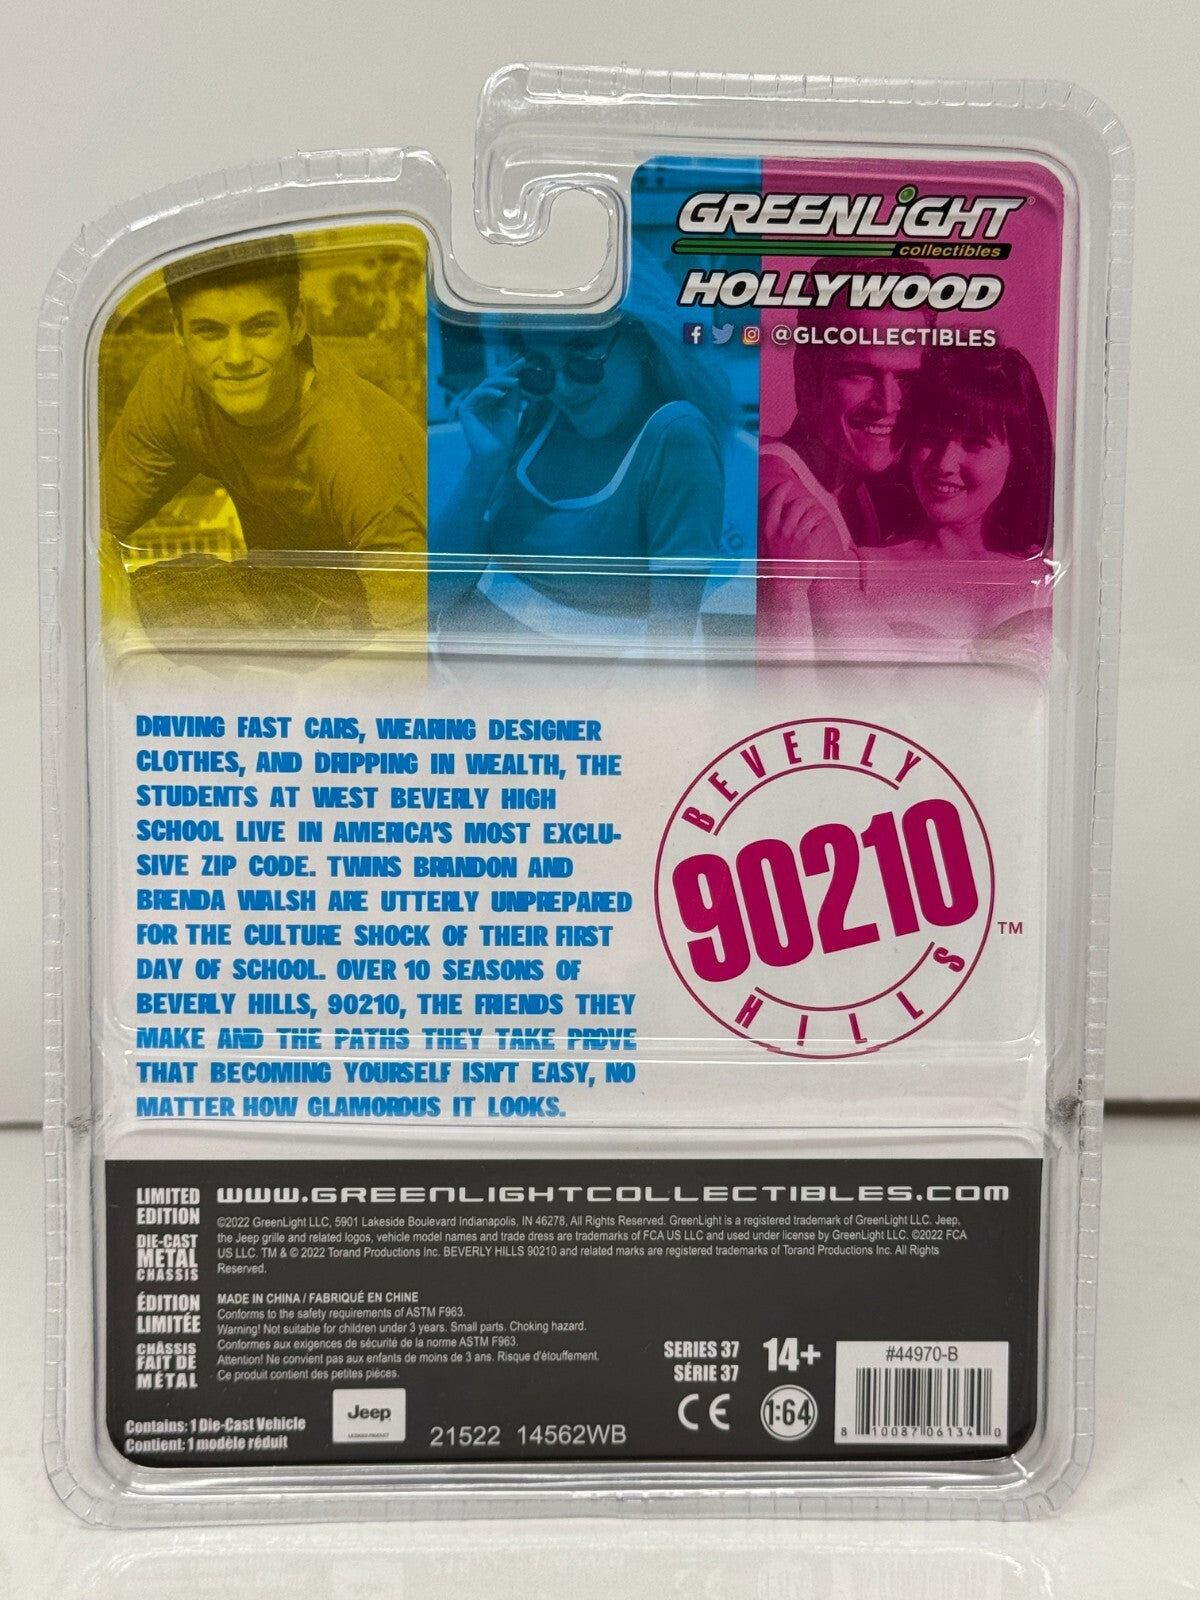 GREENLiGHT®
collectibles
HOLLYWOOD
@GLCOLLECTIBLES
DRIVING FAST CARS, WEARING DESIGNER
CLOTHES, AND DRIPPING IN WEALTH, THE
STUDENTS AT WEST BEVERLY HIGH
SCHOOL LIVE IN AMERICA'S MOST EXCLU-
SIVE ZIP CODE. TWINS BRANDON AND
BRENDA WALSH ARE UTTERLY UNPREPARED
FOR THE CULTURE SHOCK OF THEIR FIRST
DAY OF SCHOOL. OVER 10 SEASONS OF
BEVERLY HILLS, 90210, THE FRIENDS THEY
MAKE AND THE PATHS THEY TAKE PROVE
THAT BECOMING YOURSELF ISN'T EASY, NO
MATTER HOW GLAMOROUS IT LOOKS.
BEVERLY
90210
HILLS
TM
LIMITED
EDITION
DIE-CAST
METAL
CHASSIS
ÉDITION
LIMITÉE
CHÂSSIS
FAIT DE
MÉTAL
WWW.GREENLIGHTCOLLECTIBLES.COM
©2022 GreenLight LLC, 5901 Lakeside Boulevard Indianapolis, IN 46278, All Rights Reserved. GreenLight is a registered trademark of GreenLight LLC. Jeep,
the Jeep grille and related logos, vehicle model names and trade dress are trademarks of FCA US LLC and used under license by GreenLight LLC. ©2022 FCA
US LLC. TM & © 2022 Torand Productions Inc. BEVERLY HILLS 90210 and related marks are registered trademarks of Torand Productions Inc. All Rights
Reserved.
MADE IN CHINA / FABRIQUÉ EN CHINE
Conforms to the safety requirements of ASTM F963.
Warning! Not suitable for children under 3 years. Small parts. Choking hazard.
Conformes aux exigences de sécurité de la norme ASTM F963.
Attention! Ne convient pas aux enfants de moins de 3 ans. Risque d'étouffement.
Ce produit contient des petites pièces.
Contains: 1 Die-Cast Vehicle
Contient: 1 modèle réduit
Jeep
LICENSED PRODUCT
21522 14562WB
SERIES 37
SÉRIE 37
14+
CE
1:64
#44970-B
8 10087 06134 0